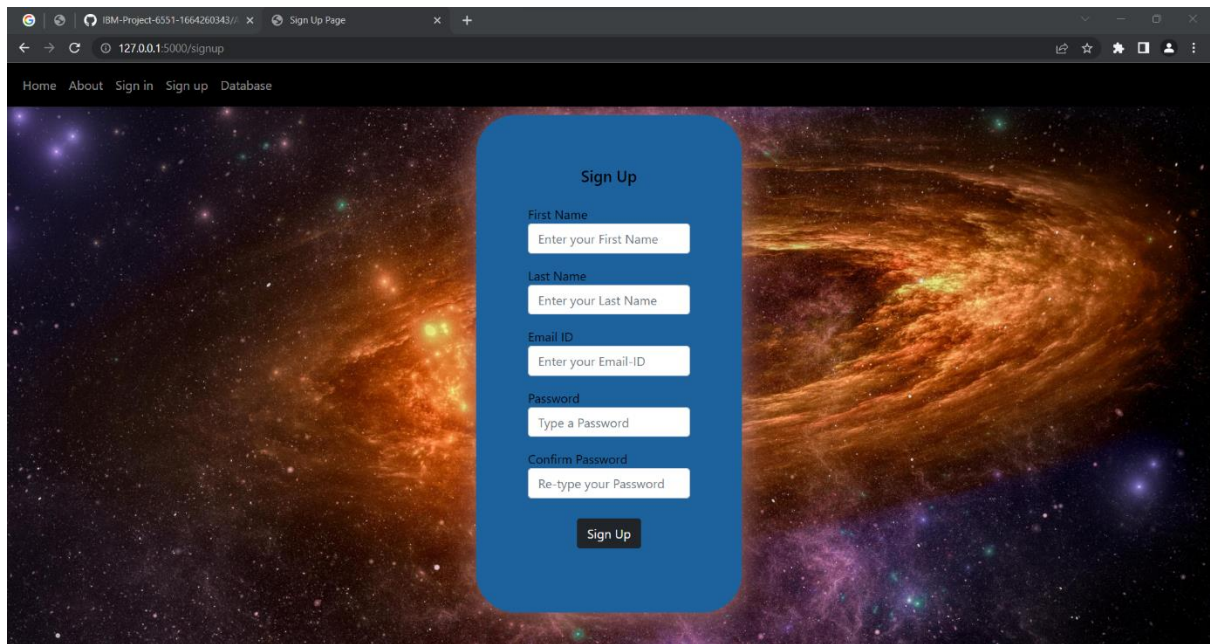 IBM-Project-6551-1664260343/A
Sign Up Page
127.0.0.1:5000/signup
Home About Sign in Sign up Database
Sign Up
First Name
Enter your First Name
Last Name
Enter your Last Name
Email ID
Enter your Email-ID
Password
Type a Password
Confirm Password
Re-type your Password
Sign Up